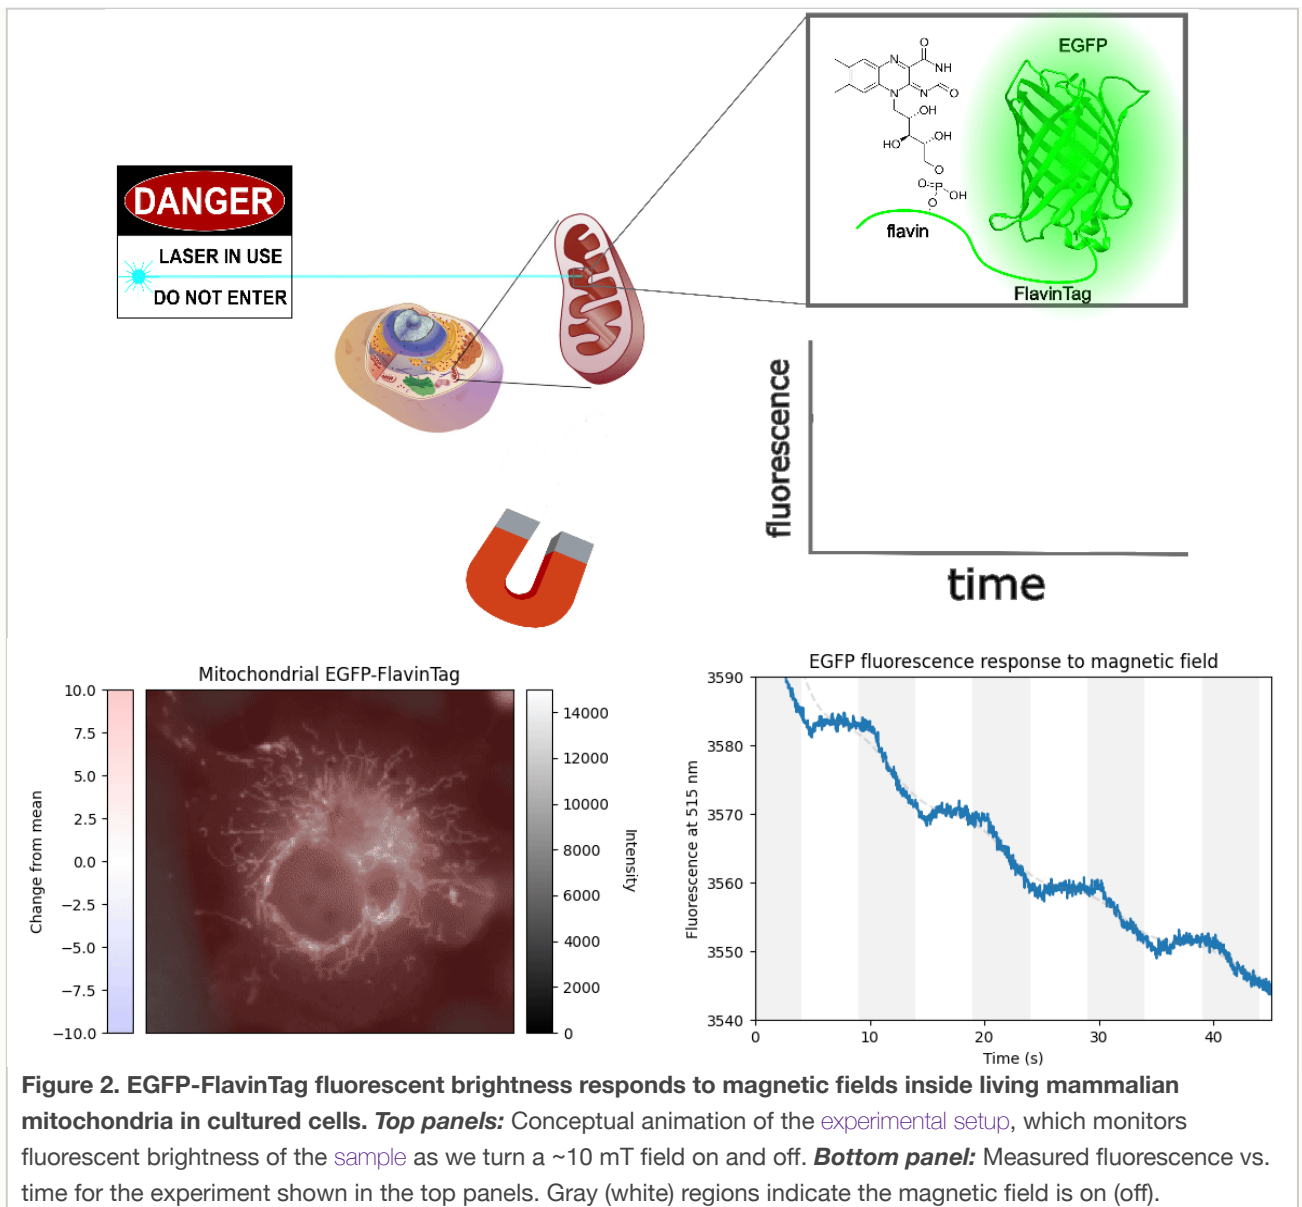 DANGER
LASER IN USE
DO NOT ENTER
EGFP
O
NH
N
N
N
O
OH
OH
HO
O
O
P
OH
O
flavin
FlavinTag
fluorescence
time
Mitochondrial EGFP-FlavinTag
10.0
7.5
5.0
2.5
0.0
−2.5
−5.0
−7.5
−10.0
Change from mean
14000
12000
10000
8000
6000
4000
2000
0
Intensity
EGFP fluorescence response to magnetic field
3590
3580
3570
3560
3550
3540
Fluorescence at 515 nm
0 10 20 30 40
Time (s)
Figure 2. EGFP-FlavinTag fluorescent brightness responds to magnetic fields inside living mammalian
mitochondria in cultured cells. Top panels: Conceptual animation of the experimental setup, which monitors
fluorescent brightness of the sample as we turn a ~10 mT field on and off. Bottom panel: Measured fluorescence vs.
time for the experiment shown in the top panels. Gray (white) regions indicate the magnetic field is on (off).